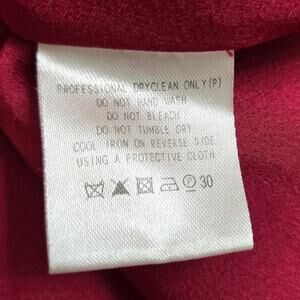 PROFESSIONAL DRYCLEAN ONLY(P)
DO NOT HAND WASH
DO NOT BLEACH
DO NOT TUMBLE DRY
COOL IRON ON REVERSE SIDE
USING A PROTECTIVE CLOTH
P 30